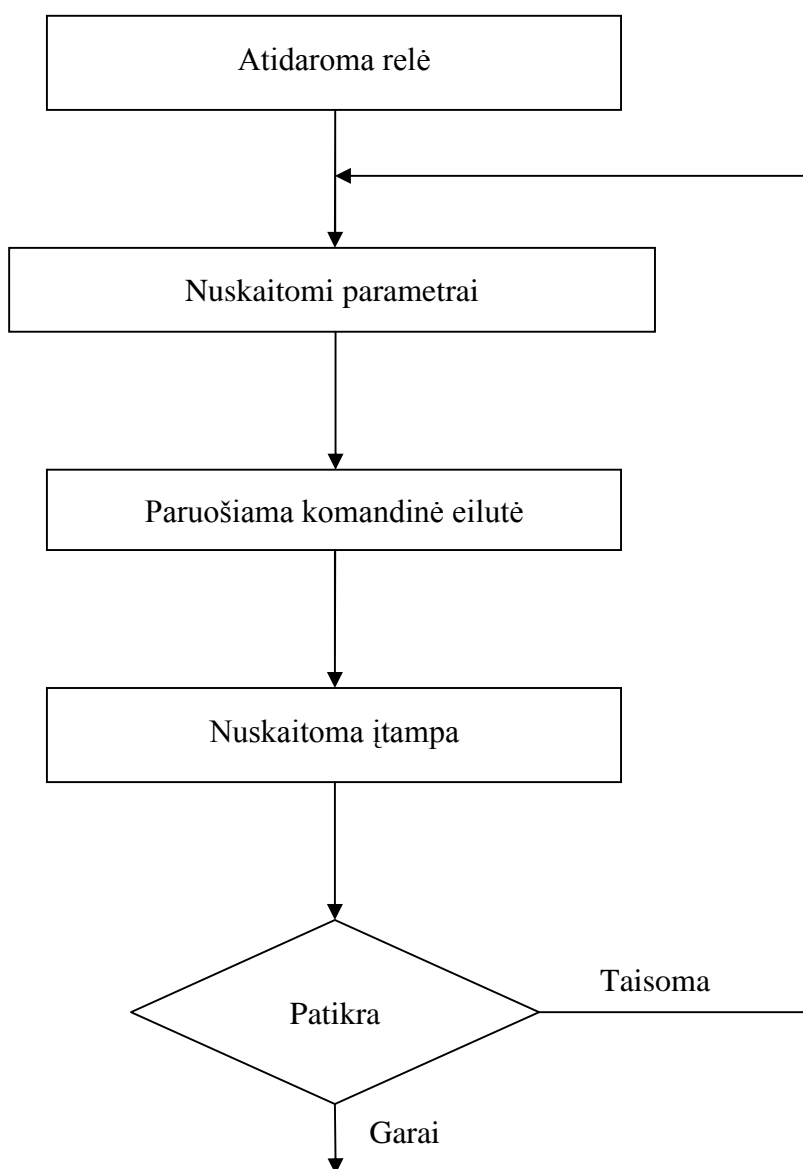 Atidaroma relė
Nuskaitomi parametrai
Paruošiama komandinė eilutė
Nuskaitoma įtampa
Taisoma
Patikra
Garai